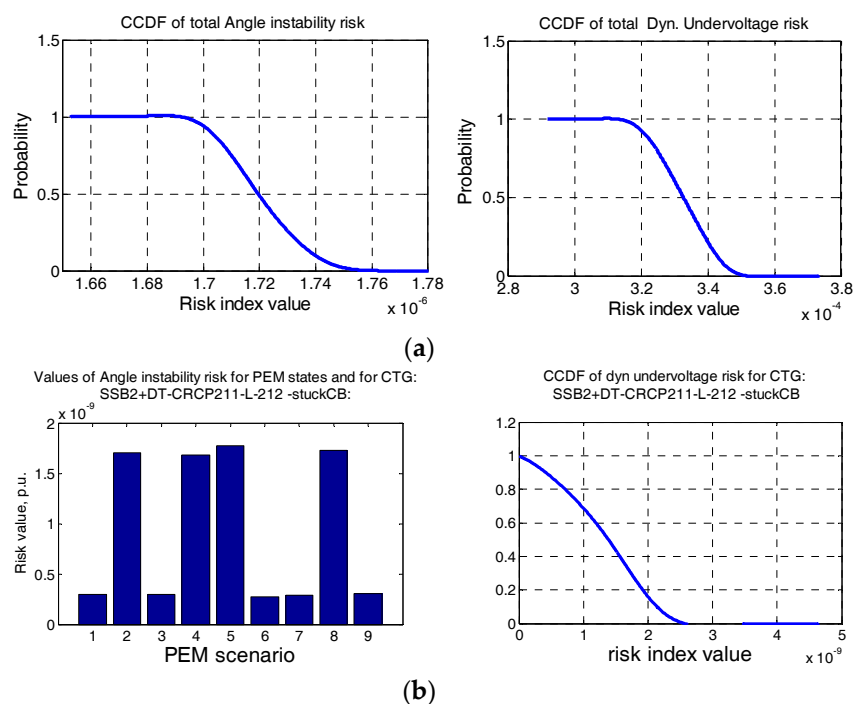 CCDF of total Angle instability risk
1.5
1
0.5
0
Probability
1.66
1.68
1.7
1.72
1.74
1.76
1.78
Risk index value
x 10-6
CCDF of total Dyn. Undervoltage risk
1.5
1
0.5
0
Probability
2.8
3
3.2
3.4
3.6
3.8
Risk index value
x 10-4
(a)
Values of Angle instability risk for PEM states and for CTG:
SSB2+DT-CRCP211-L-212 -stuckCB:
x 10-9
2
1.5
1
0.5
0
Risk value, p.u.
1
2
3
4
5
6
7
8
9
PEM scenario
CCDF of dyn undervoltage risk for CTG:
SSB2+DT-CRCP211-L-212 -stuckCB
1.2
1
0.8
0.6
0.4
0.2
0
0
1
2
3
4
5
risk index value
x 10-9
(b)